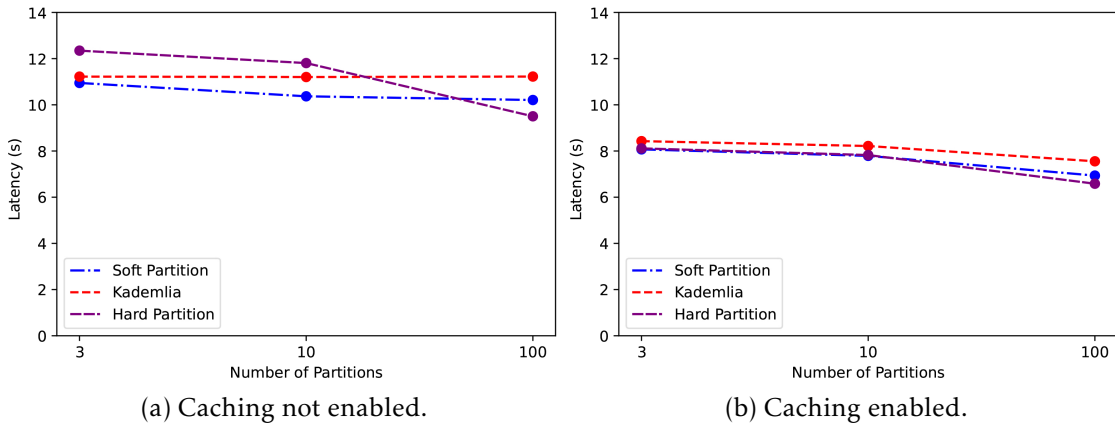 14
12
10
8
6
4
2
0
Latency (s)
Soft Partition
Kademlia
Hard Partition
3 10 100
Number of Partitions
(a) Caching not enabled.
14
12
10
8
6
4
2
0
Latency (s)
Soft Partition
Kademlia
Hard Partition
3 10 100
Number of Partitions
(b) Caching enabled.